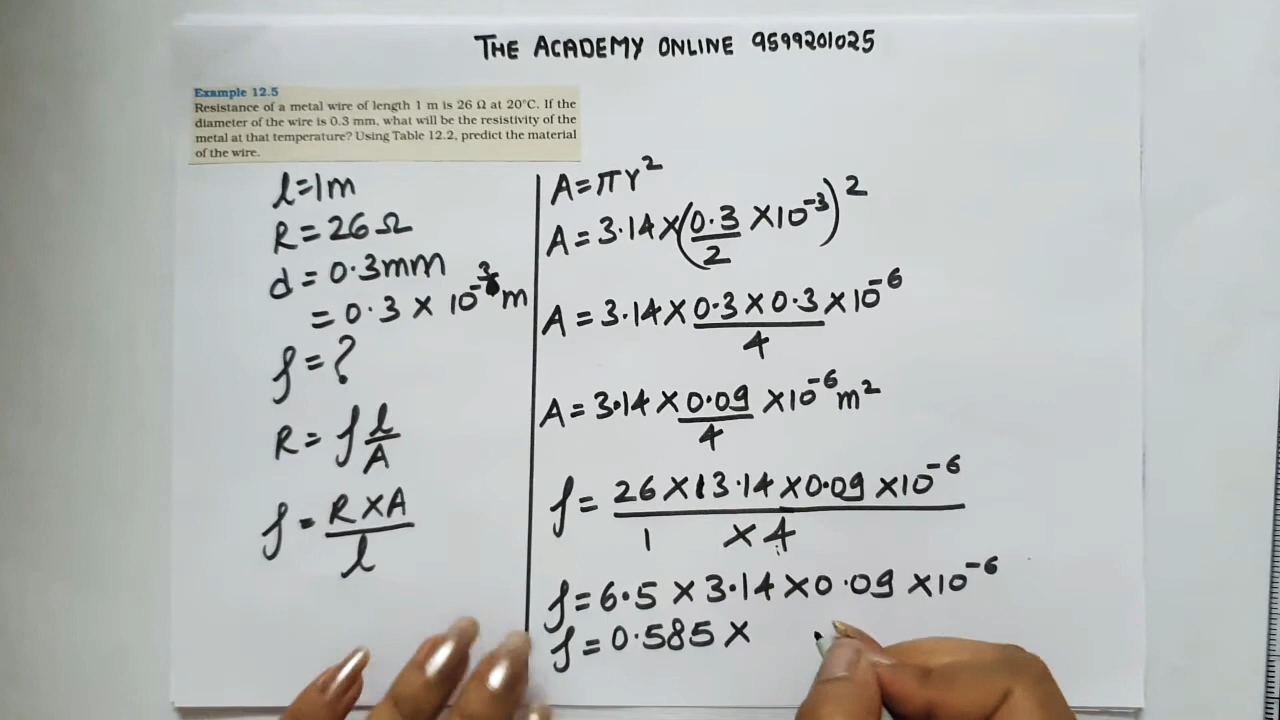 THE ACADEMY ONLINE 9599201025
Example 12.5
Resistance of a metal wire of length 1 m is 26 Ω at 20°C. If the
diameter of the wire is 0.3 mm, what will be the resistivity of the
metal at that temperature? Using Table 12.2, predict the material
of the wire.
l=1m
R=26Ω
d=0.3mm
=0.3×10⁻³m
ρ=?
R=ρ l/A
ρ=R×A/l
A=πr²
A=3.14×(0.3/2 ×10⁻³)²
A=3.14×0.3×0.3/4 ×10⁻⁶
A=3.14×0.09/4 ×10⁻⁶m²
ρ=26×3.14×0.09×10⁻⁶/1×4
ρ=6.5×3.14×0.09×10⁻⁶
ρ=0.585×